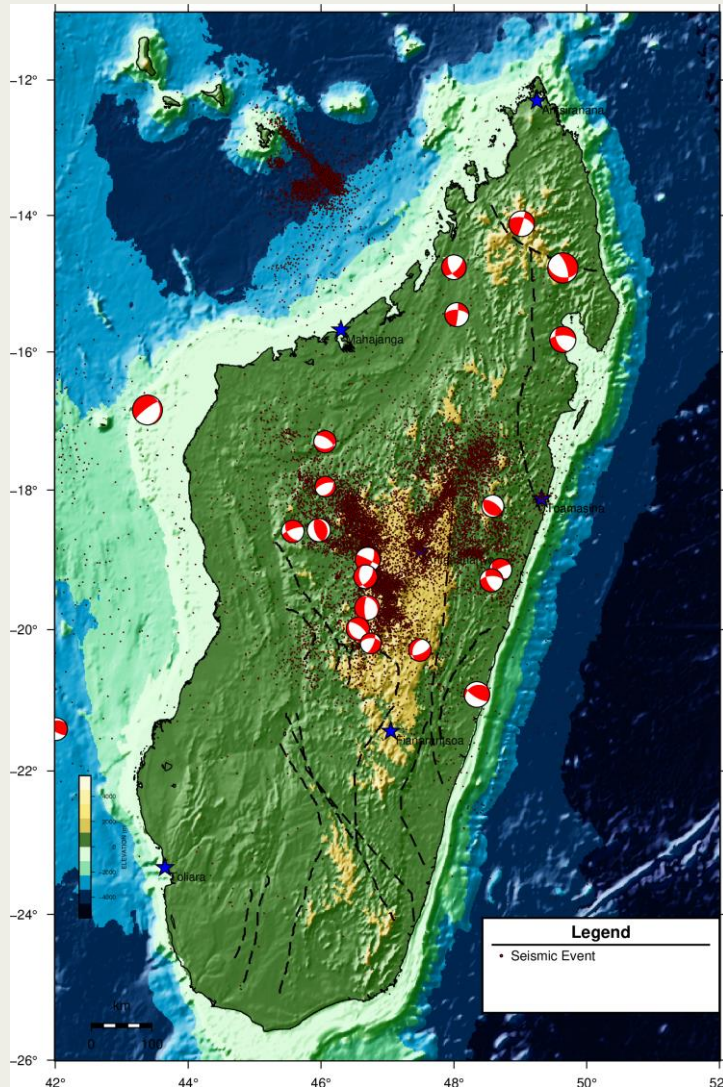 −12°
Antsiranana
−14°
Mahajanga
−16°
−18°
Toamasina
−20°
Fianarantsoa
−22°
ELEVATION (m)
Toliara
−24°
Legend
Seismic Event
km
0 100
−26°
42° 44° 46° 48° 50° 52°